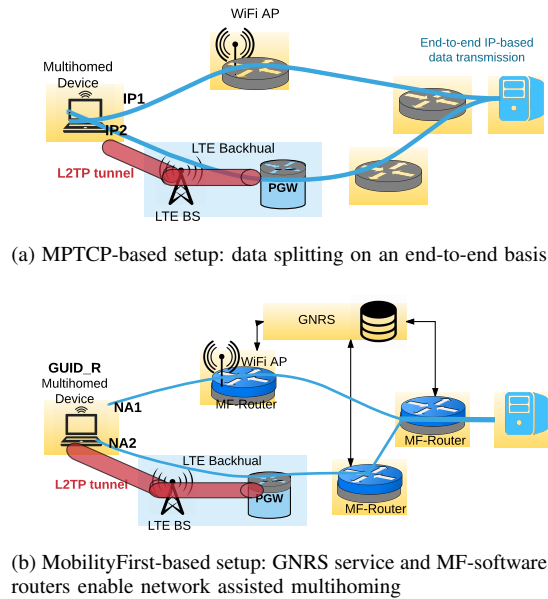 WiFi AP
End-to-end IP-based
data transmission
Multihomed
Device
IP1
IP2
LTE Backhual
L2TP tunnel
PGW
LTE BS
(a) MPTCP-based setup: data splitting on an end-to-end basis
GNRS
GUID_R
Multihomed
Device
WiFi AP
NA1
MF-Router
MF-Router
NA2
LTE Backhual
L2TP tunnel
PGW
MF-Router
LTE BS
(b) MobilityFirst-based setup: GNRS service and MF-software
routers enable network assisted multihoming